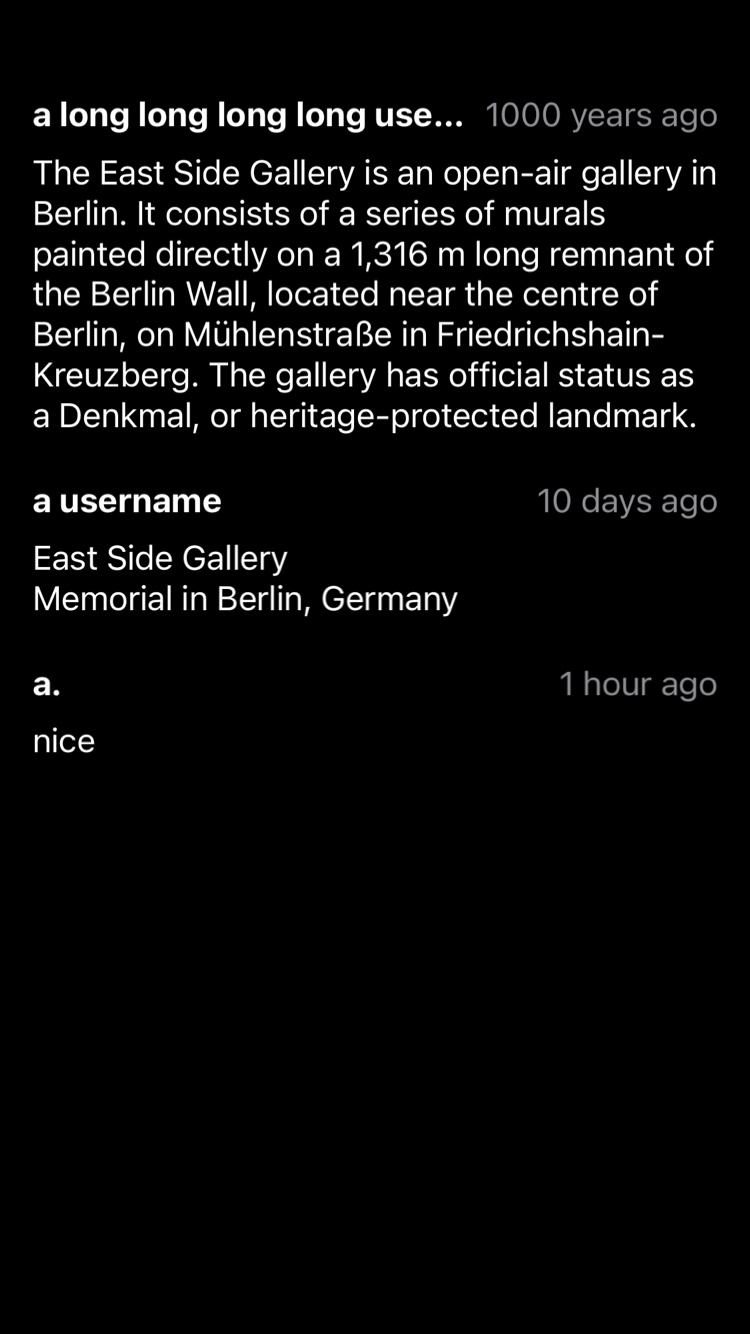 a long long long long use... 1000 years ago
The East Side Gallery is an open-air gallery in
Berlin. It consists of a series of murals
painted directly on a 1,316 m long remnant of
the Berlin Wall, located near the centre of
Berlin, on Mühlenstraße in Friedrichshain-
Kreuzberg. The gallery has official status as
a Denkmal, or heritage-protected landmark.
a username 10 days ago
East Side Gallery
Memorial in Berlin, Germany
a. 1 hour ago
nice